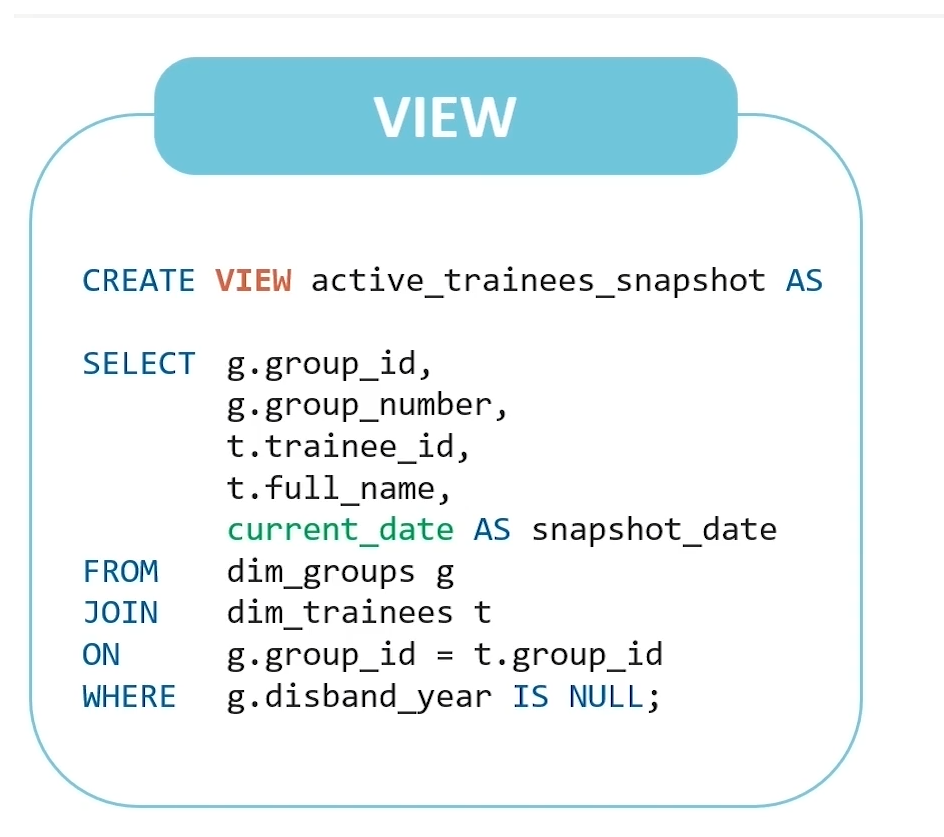 VIEW
CREATE VIEW active_trainees_snapshot AS
SELECT g.group_id,
g.group_number,
t.trainee_id,
t.full_name,
current_date AS snapshot_date
FROM dim_groups g
JOIN dim_trainees t
ON g.group_id = t.group_id
WHERE g.disband_year IS NULL;